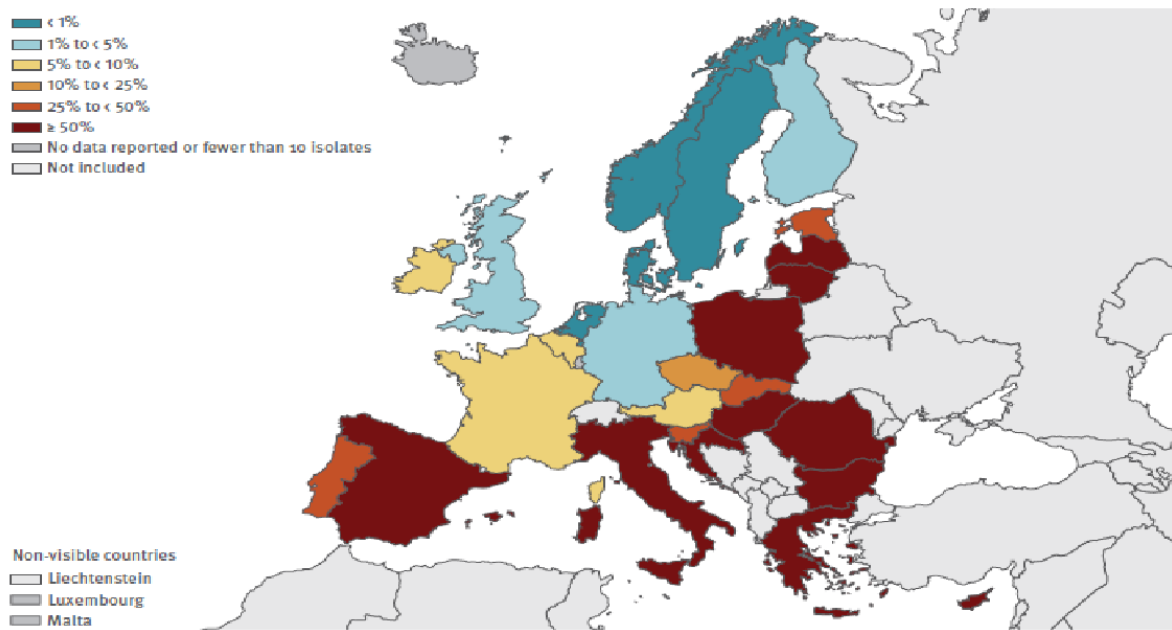 < 1%
1% to < 5%
5% to < 10%
10% to < 25%
25% to < 50%
≥ 50%
No data reported or fewer than 10 isolates
Not included
Non-visible countries
Liechtenstein
Luxembourg
Malta